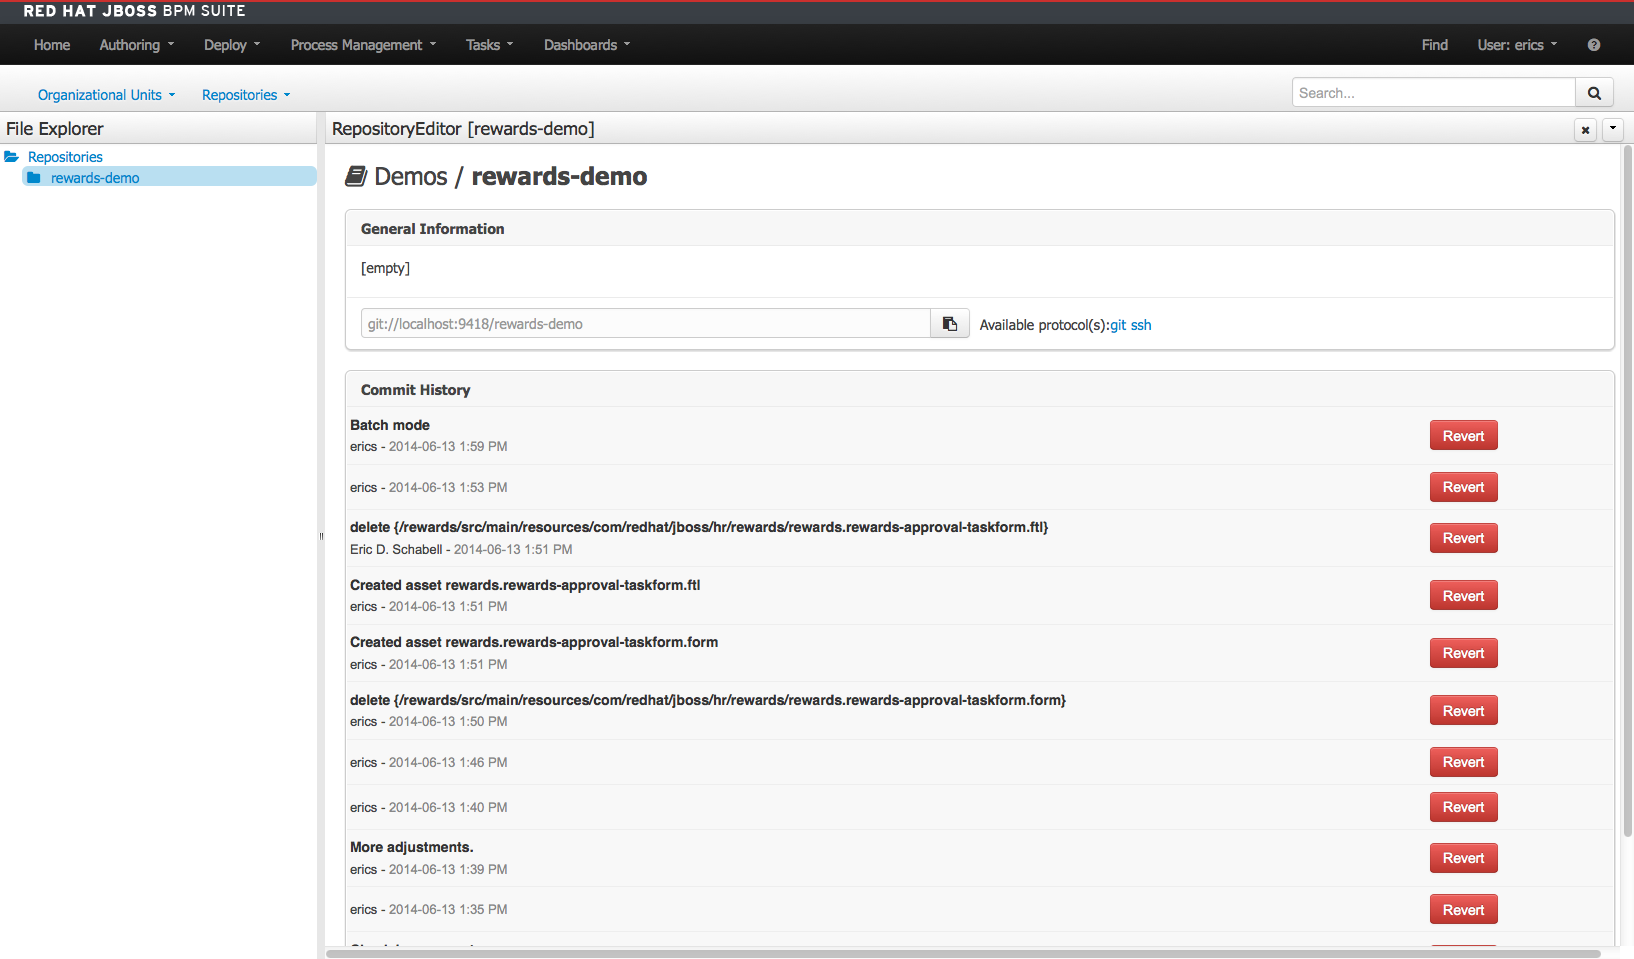 RED HAT JBOSS BPM SUITE
Home Authoring Deploy Process Management Tasks Dashboards Find User: erics ?
Organizational Units Repositories Search...
File Explorer
Repositories
rewards-demo
RepositoryEditor [rewards-demo]
Demos / rewards-demo
General Information
[empty]
git://localhost:9418/rewards-demo Available protocol(s):git ssh
Commit History
Batch mode
erics - 2014-06-13 1:59 PM
Revert
erics - 2014-06-13 1:53 PM
Revert
delete {/rewards/src/main/resources/com/redhat/jboss/hr/rewards/rewards.rewards-approval-taskform.ftl}
Eric D. Schabell - 2014-06-13 1:51 PM
Revert
Created asset rewards.rewards-approval-taskform.ftl
erics - 2014-06-13 1:51 PM
Revert
Created asset rewards.rewards-approval-taskform.form
erics - 2014-06-13 1:51 PM
Revert
delete {/rewards/src/main/resources/com/redhat/jboss/hr/rewards/rewards.rewards-approval-taskform.form}
erics - 2014-06-13 1:50 PM
Revert
erics - 2014-06-13 1:46 PM
Revert
erics - 2014-06-13 1:40 PM
Revert
More adjustments.
erics - 2014-06-13 1:39 PM
Revert
erics - 2014-06-13 1:35 PM
Revert